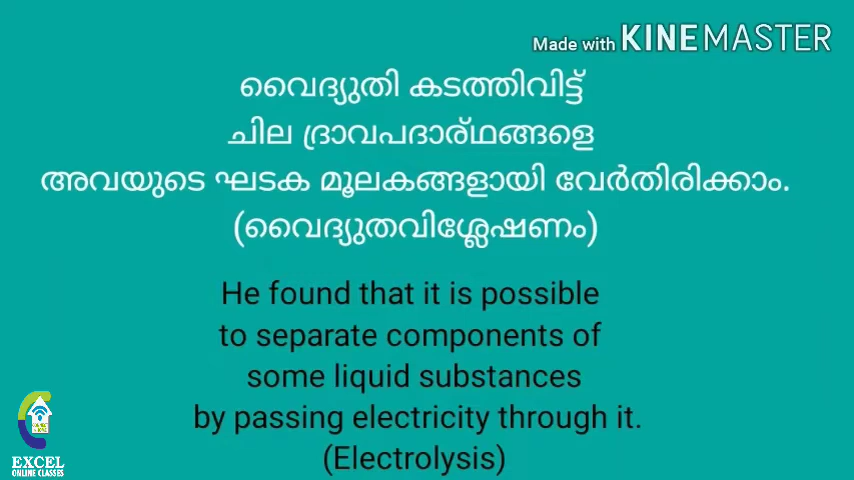 Made with KINEMASTER
വൈദ്യുതി കടത്തിവിട്ട്
ചില ദ്രാവപദാര്ഥങ്ങളെ
അവയുടെ ഘടക മൂലകങ്ങളായി വേർതിരിക്കാം.
(വൈദ്യുതവിശ്ലേഷണം)
He found that it is possible
to separate components of
some liquid substances
by passing electricity through it.
(Electrolysis)
EXCEL
ONLINE CLASSES